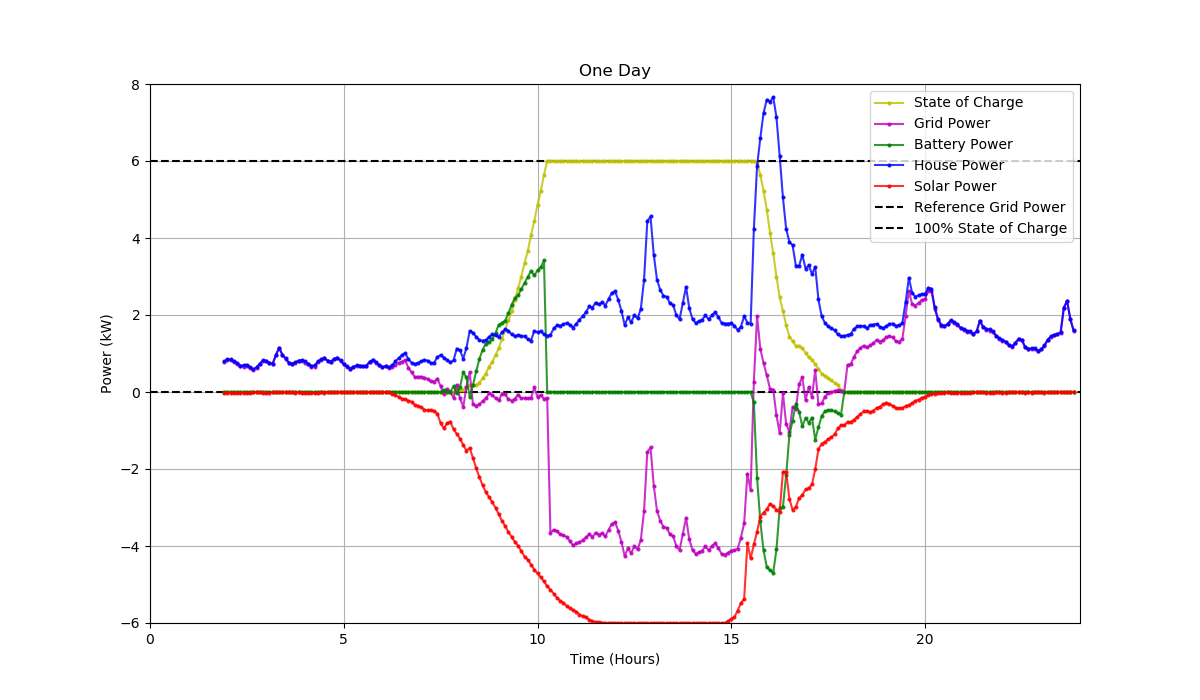 One Day
8
6
4
2
0
−2
−4
−6
Power (kW)
0
5
10
15
20
Time (Hours)
State of Charge
Grid Power
Battery Power
House Power
Solar Power
Reference Grid Power
100% State of Charge